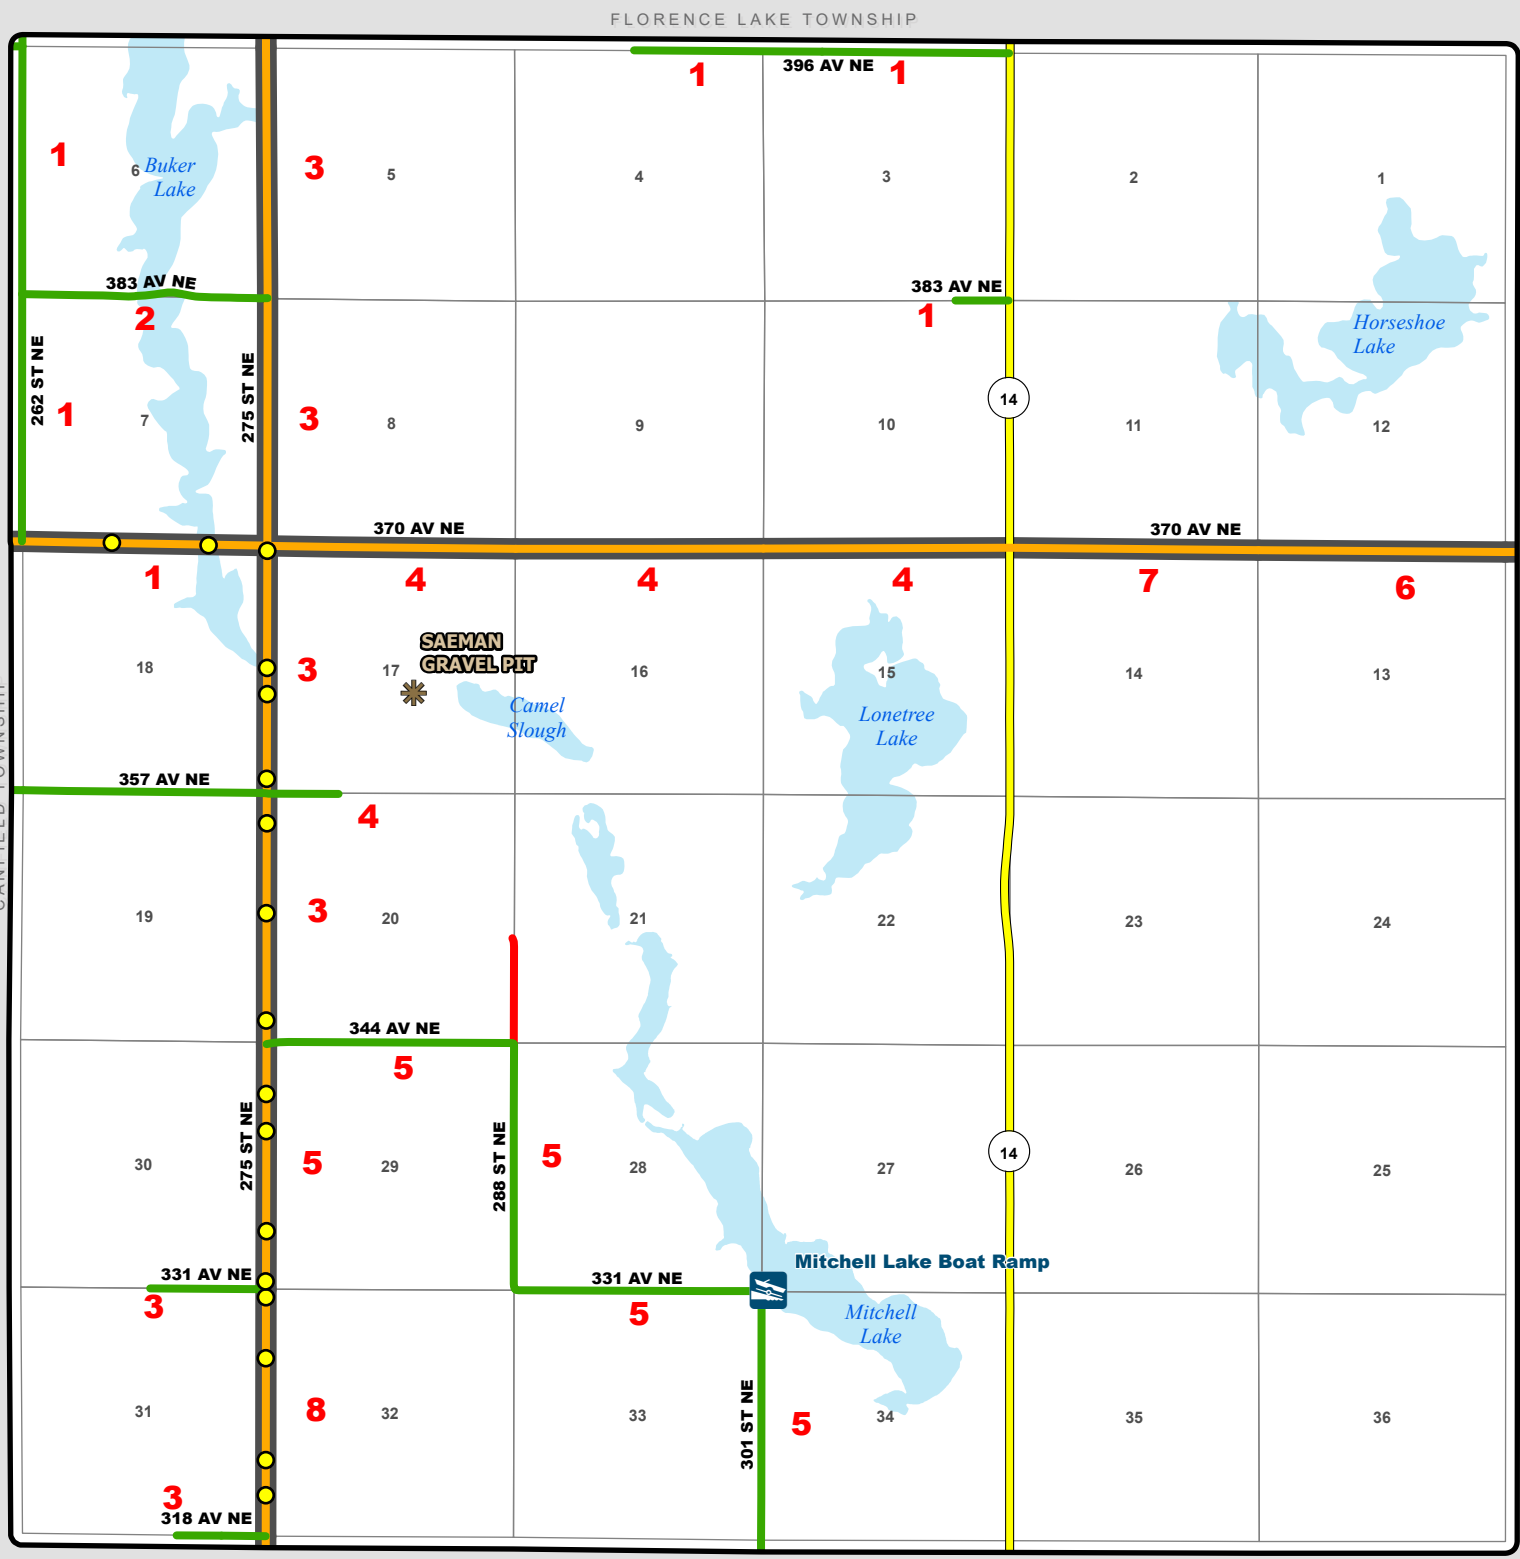 FLORENCE LAKE TOWNSHIP
396 AV NE
1
1
1
6
Buker
Lake
3
5
4
3
2
1
383 AV NE
2
383 AV NE
1
Horseshoe
Lake
262 ST NE
1
7
275 ST NE
3
8
9
10
14
11
12
370 AV NE
370 AV NE
1
4
4
4
7
6
SAEMAN
GRAVEL PIT
18
3
17
16
15
14
13
Camel
Slough
Lonetree
Lake
CANFIELD TOWNSHIP
357 AV NE
4
19
3
20
21
22
23
24
344 AV NE
5
275 ST NE
30
5
29
288 ST NE
5
28
27
14
26
25
Mitchell Lake Boat Ramp
331 AV NE
3
331 AV NE
5
Mitchell
Lake
31
8
32
33
301 ST NE
5
34
35
36
3
318 AV NE